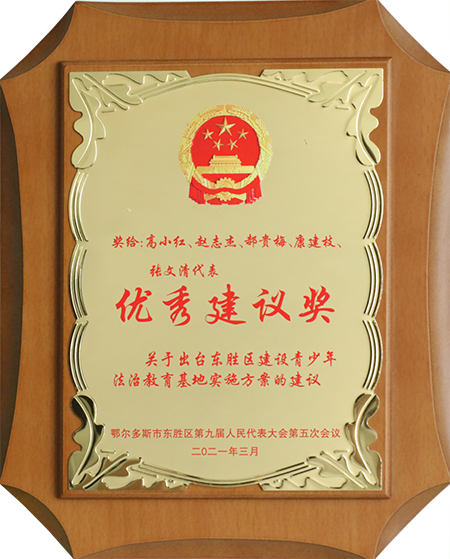 奖给:高小红、赵志杰、郝贵梅、康建枝、
张文清代表
优秀建议奖
关于出台东胜区建设青少年
法治教育基地实施方案的建议
鄂尔多斯市东胜区第九届人民代表大会第五次会议
二〇二一年三月